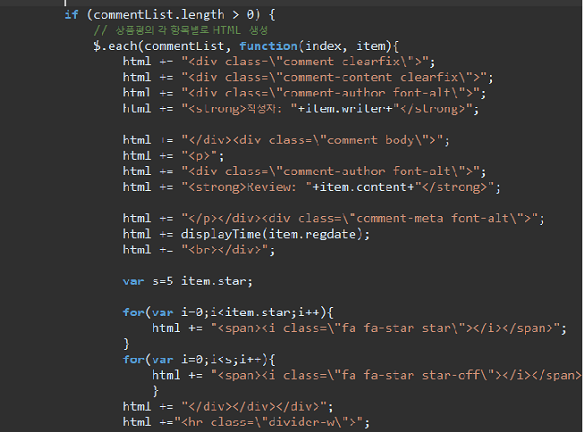 if (commentList.length > 0) {
// 상품평의 각 항목별로 HTML 생성
$.each(commentList, function(index, item){
html += "<div class=\"comment clearfix\">";
html += "<div class=\"comment-content clearfix\">";
html += "<div class=\"comment-author font-alt\">";
html += "<strong>작성자: "+item.writer+"</strong>";
html += "</div><div class=\"comment body\">";
html += "<p>";
html += "<div class=\"comment-author font-alt\">";
html += "<strong>Review: "+item.content+"</strong>";
html += "</p></div><div class=\"comment-meta font-alt\">";
html += displayTime(item.regdate);
html += "<br></div>";
var s=5 item.star;
for(var i=0;i<item.star;i++){
html += "<span><i class=\"fa fa-star star\"></i></span>";
}
for(var i=0;i<s;i++){
html += "<span><i class=\"fa fa-star star-off\"></i></span>
}
html += "</div></div></div>";
html +="<hr class=\"divider-w\">";